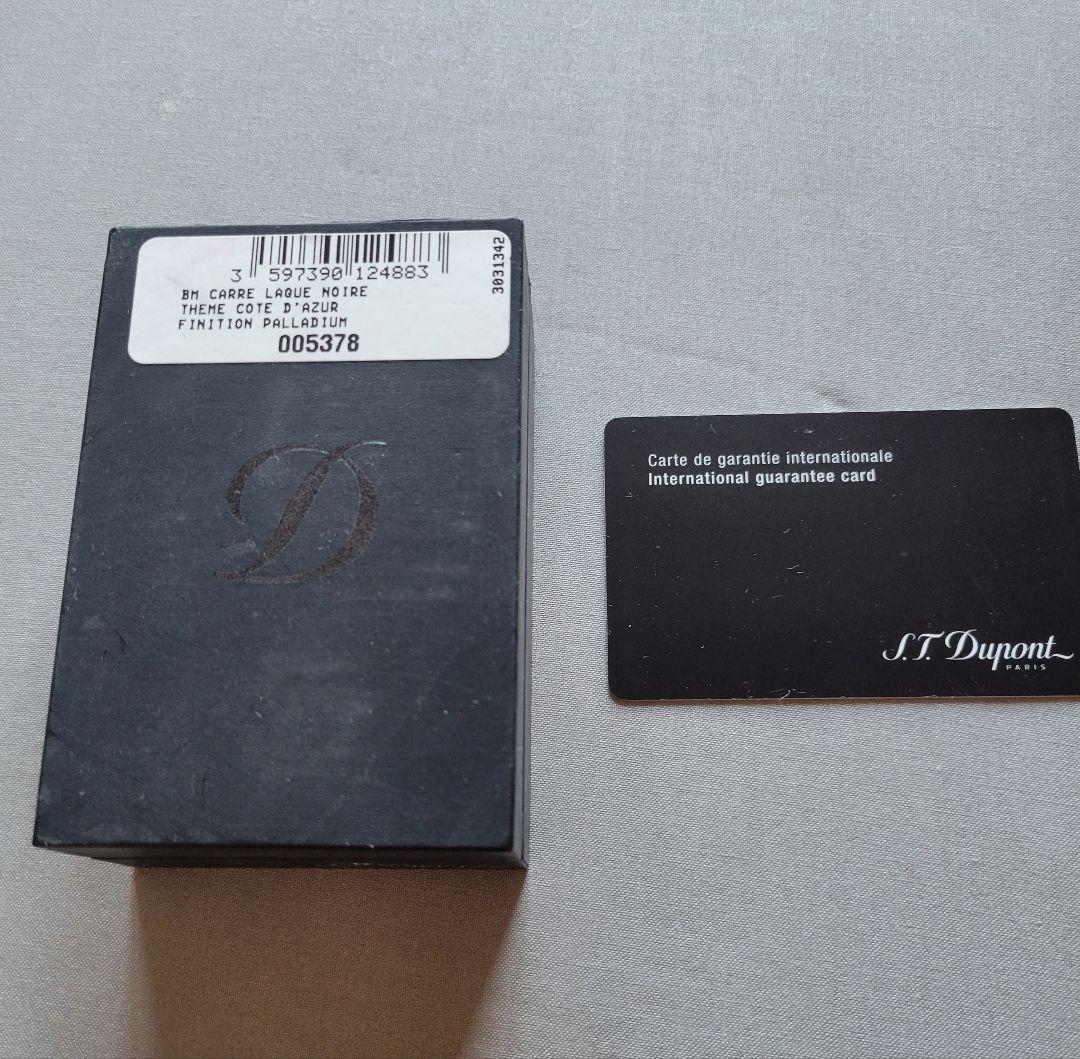 3 597390 124883
3031342
BM CARRE LAQUE NOIRE
THEME COTE D'AZUR
FINITION PALLADIUM
005378
D
Carte de garantie internationale
International guarantee card
S.T. Dupont
PARIS